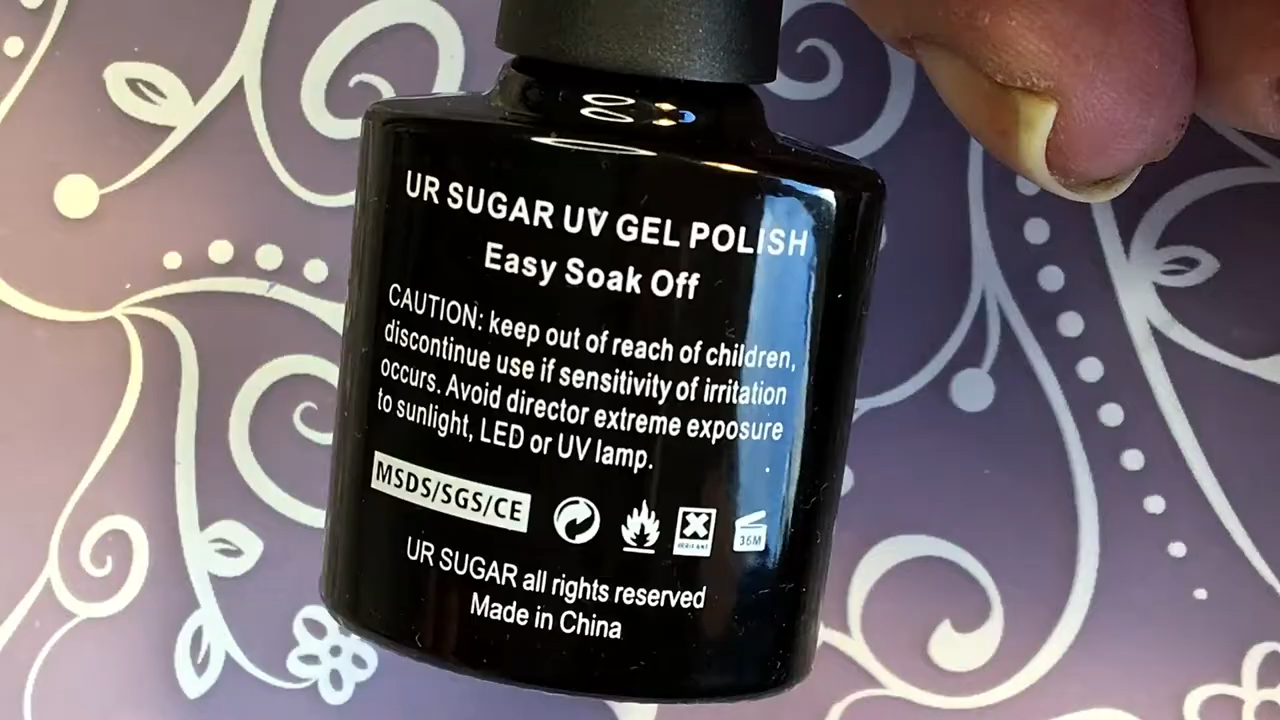 UR SUGAR UV GEL POLISH
Easy Soak Off
CAUTION: keep out of reach of children,
discontinue use if sensitivity of irritation
occurs. Avoid director extreme exposure
to sunlight, LED or UV lamp.
MSDS/SGS/CE
IRRITANT
36M
UR SUGAR all rights reserved
Made in China